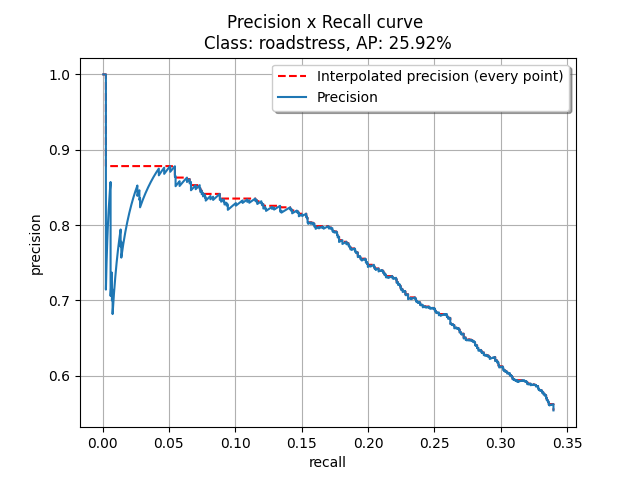 Precision x Recall curve
Class: roadstress, AP: 25.92%
Interpolated precision (every point)
Precision
1.0
0.9
0.8
0.7
0.6
precision
0.00 0.05 0.10 0.15 0.20 0.25 0.30 0.35
recall